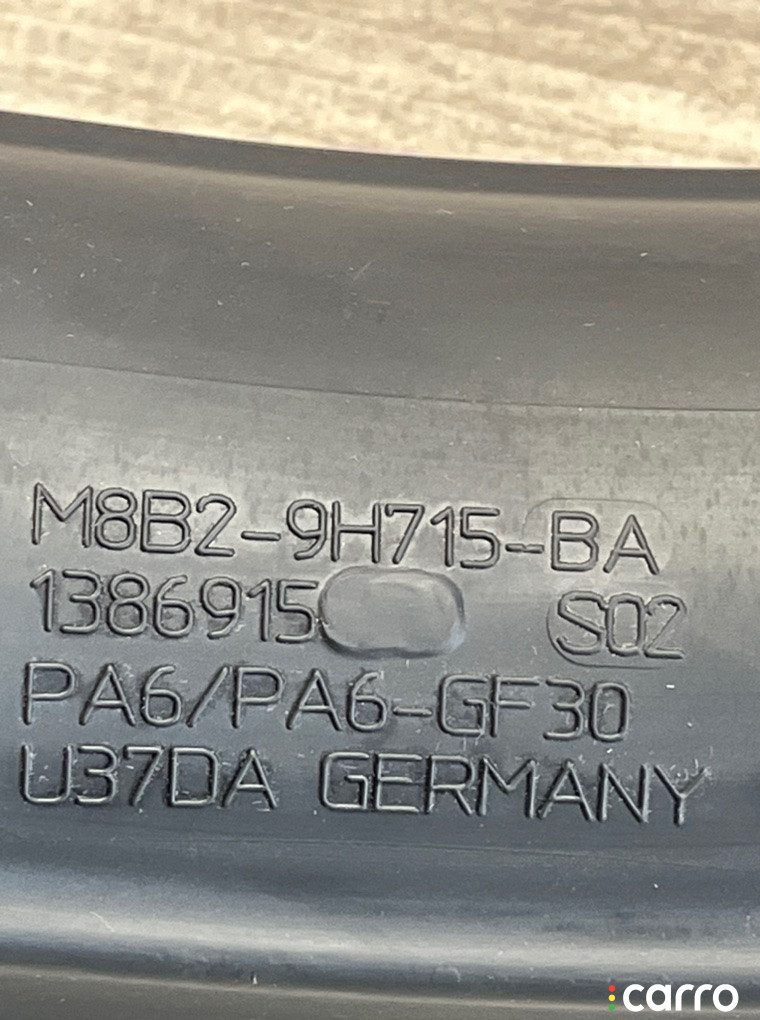 M8B2-9H715-BA
1386915 S02
PA6/PA6-GF30
U37DA GERMANY
carro